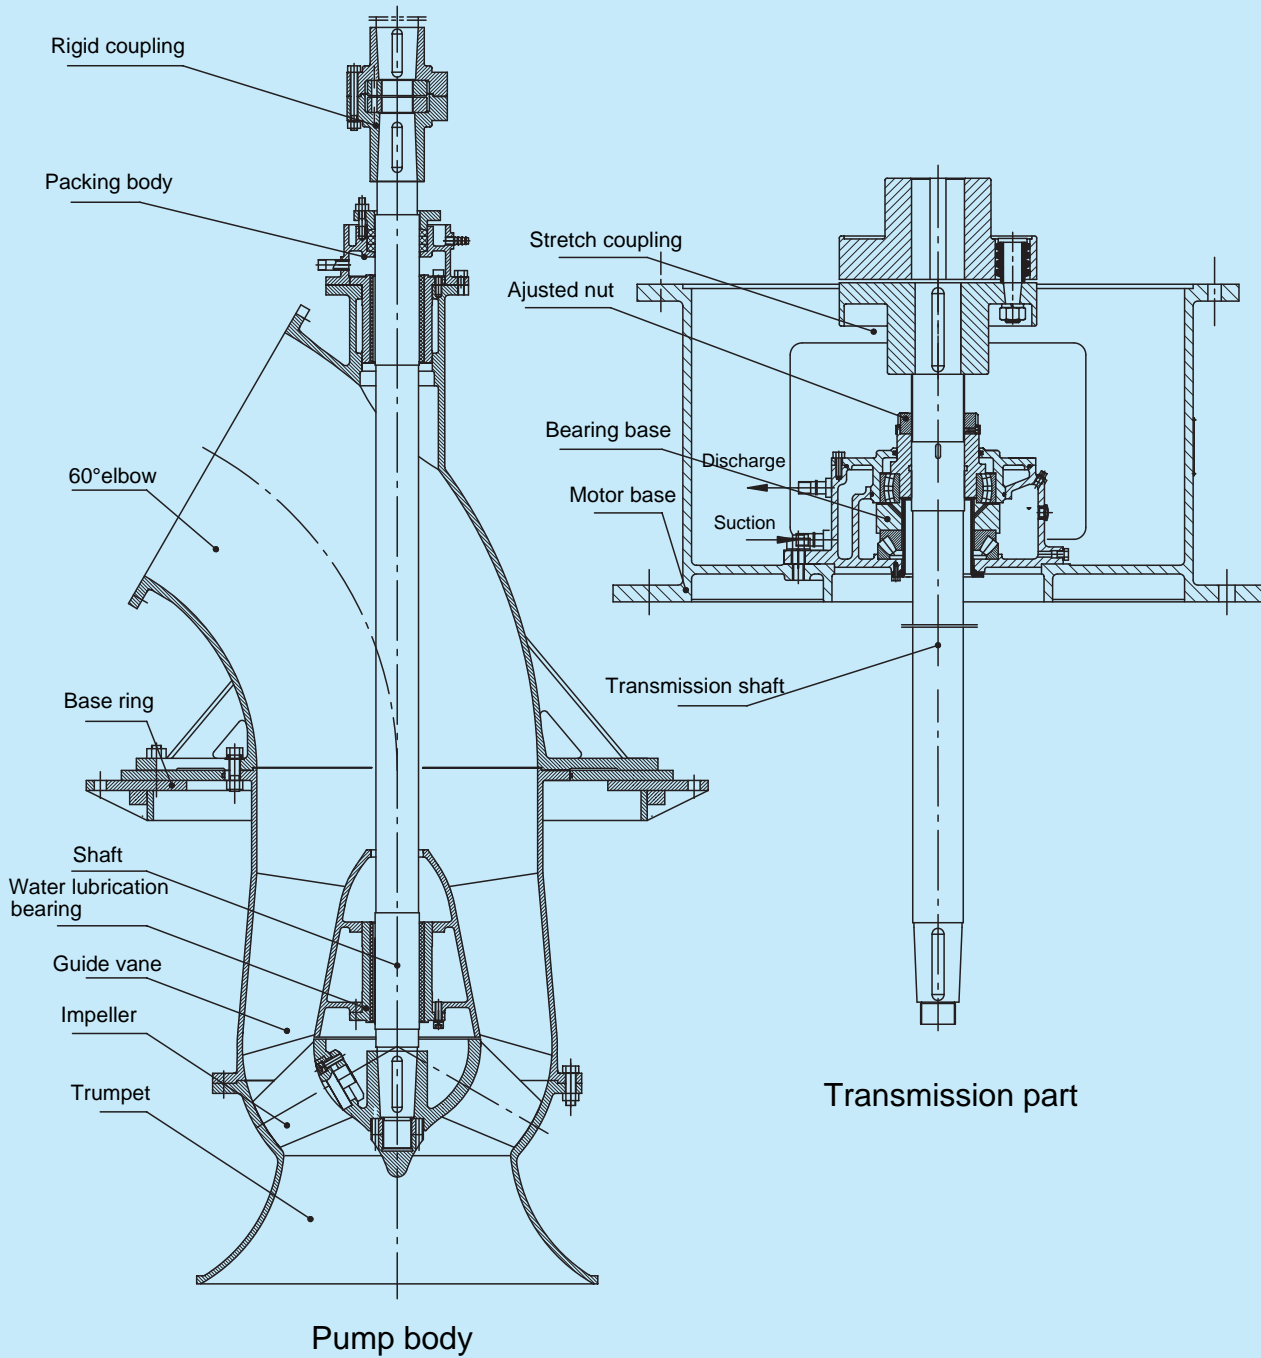 Rigid coupling
Packing body
60°elbow
Base ring
Shaft
Water lubrication
bearing
Guide vane
Impeller
Trumpet
Pump body
Stretch coupling
Ajusted nut
Bearing base
Discharge
Motor base
Suction
Transmission shaft
Transmission part